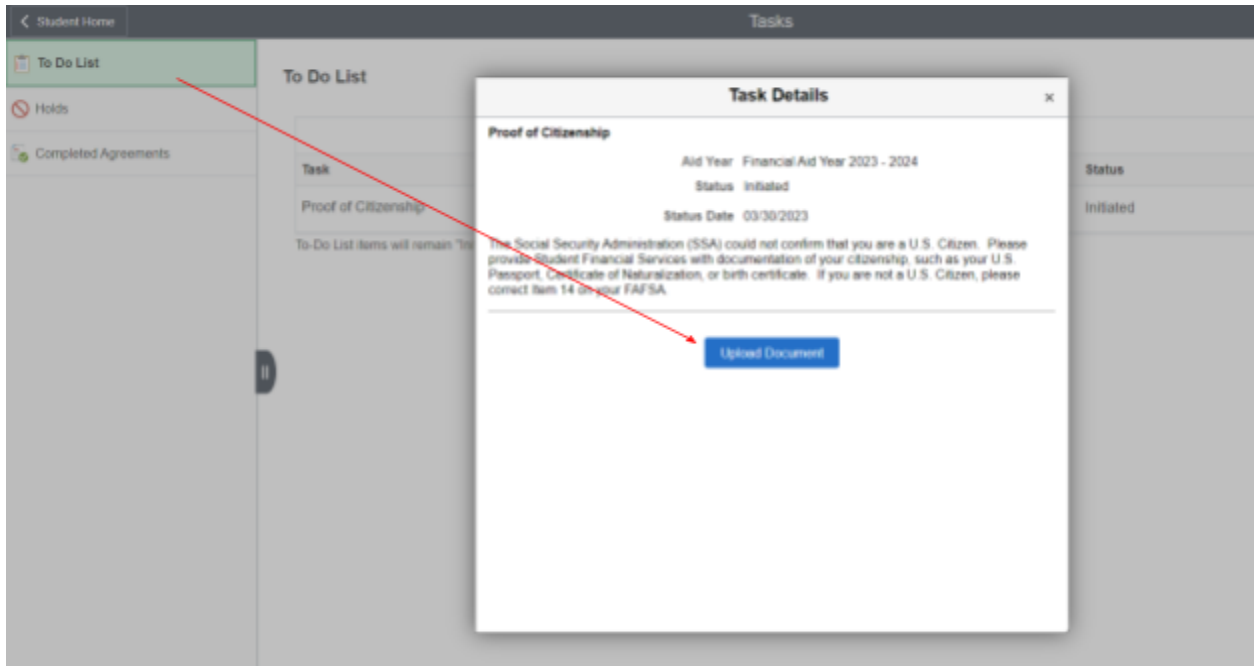 Student Home
Tasks
To Do List
Holds
Completed Agreements
To Do List
Task
Status
Proof of Citizenship
Initiated
To-Do List items will remain
Task Details
×
Proof of Citizenship
Aid Year Financial Aid Year 2023 - 2024
Status Initiated
Status Date 03/30/2023
The Social Security Administration (SSA) could not confirm that you are a U.S. Citizen. Please
provide Student Financial Services with documentation of your citizenship, such as your U.S.
Passport, Certificate of Naturalization, or birth certificate. If you are not a U.S. Citizen, please
correct Item 14 on your FAFSA
Upload Document